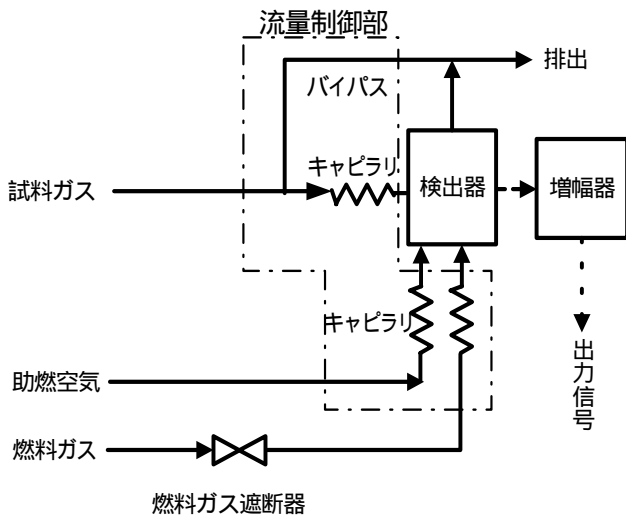 流量制御部
排出
バイパス
キャピラリ
試料ガス
検出器
増幅器
キャピラリ
出力信号
助燃空気
燃料ガス
燃料ガス遮断器